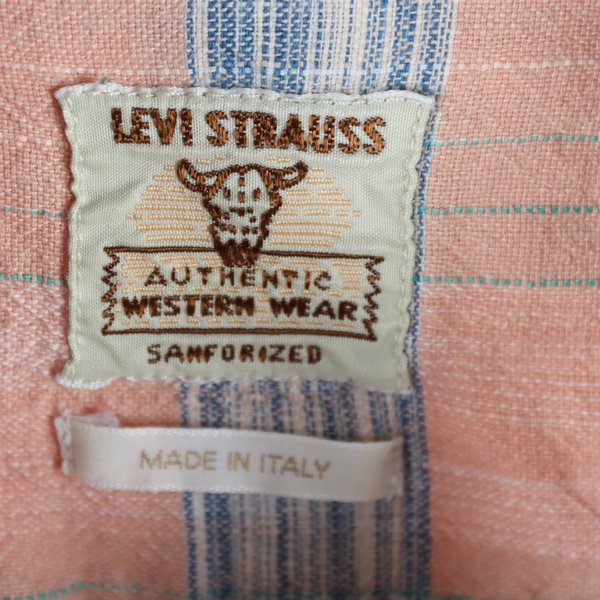 LEVI STRAUSS
AUTHENTIC
WESTERN WEAR
SANFORIZED
MADE IN ITALY